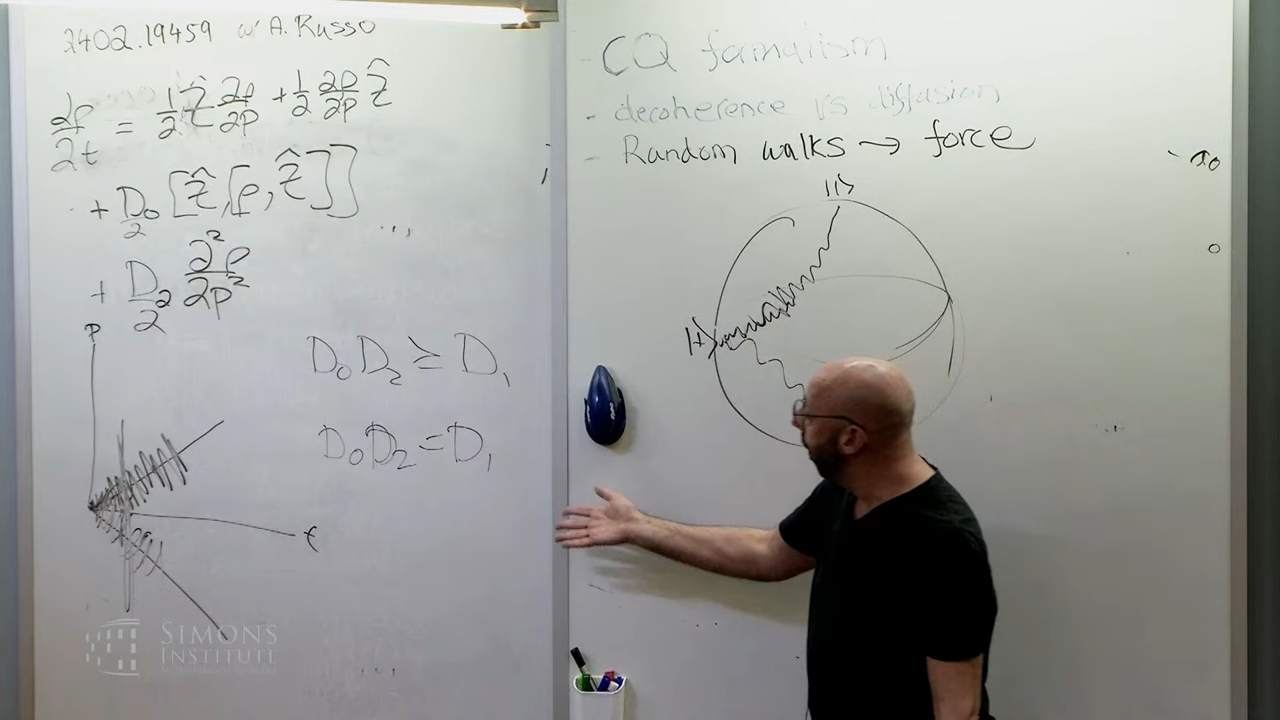 2402.19459 w/ A. Russo
∂ρ/∂t = 1/2 Ẑ ∂ρ/∂p + 1/2 ∂ρ/∂p Ẑ
+ D₀/2 [Ẑ,[ρ,Ẑ]]
+ D₂/2 ∂²ρ/∂p²
P
t
D₀D₂ ≥ D₁
D₀D₂ = D₁
SIMONS
INSTITUTE
- CQ formalism
- decoherence vs diffusion
- Random walks → force
|1⟩
|+⟩